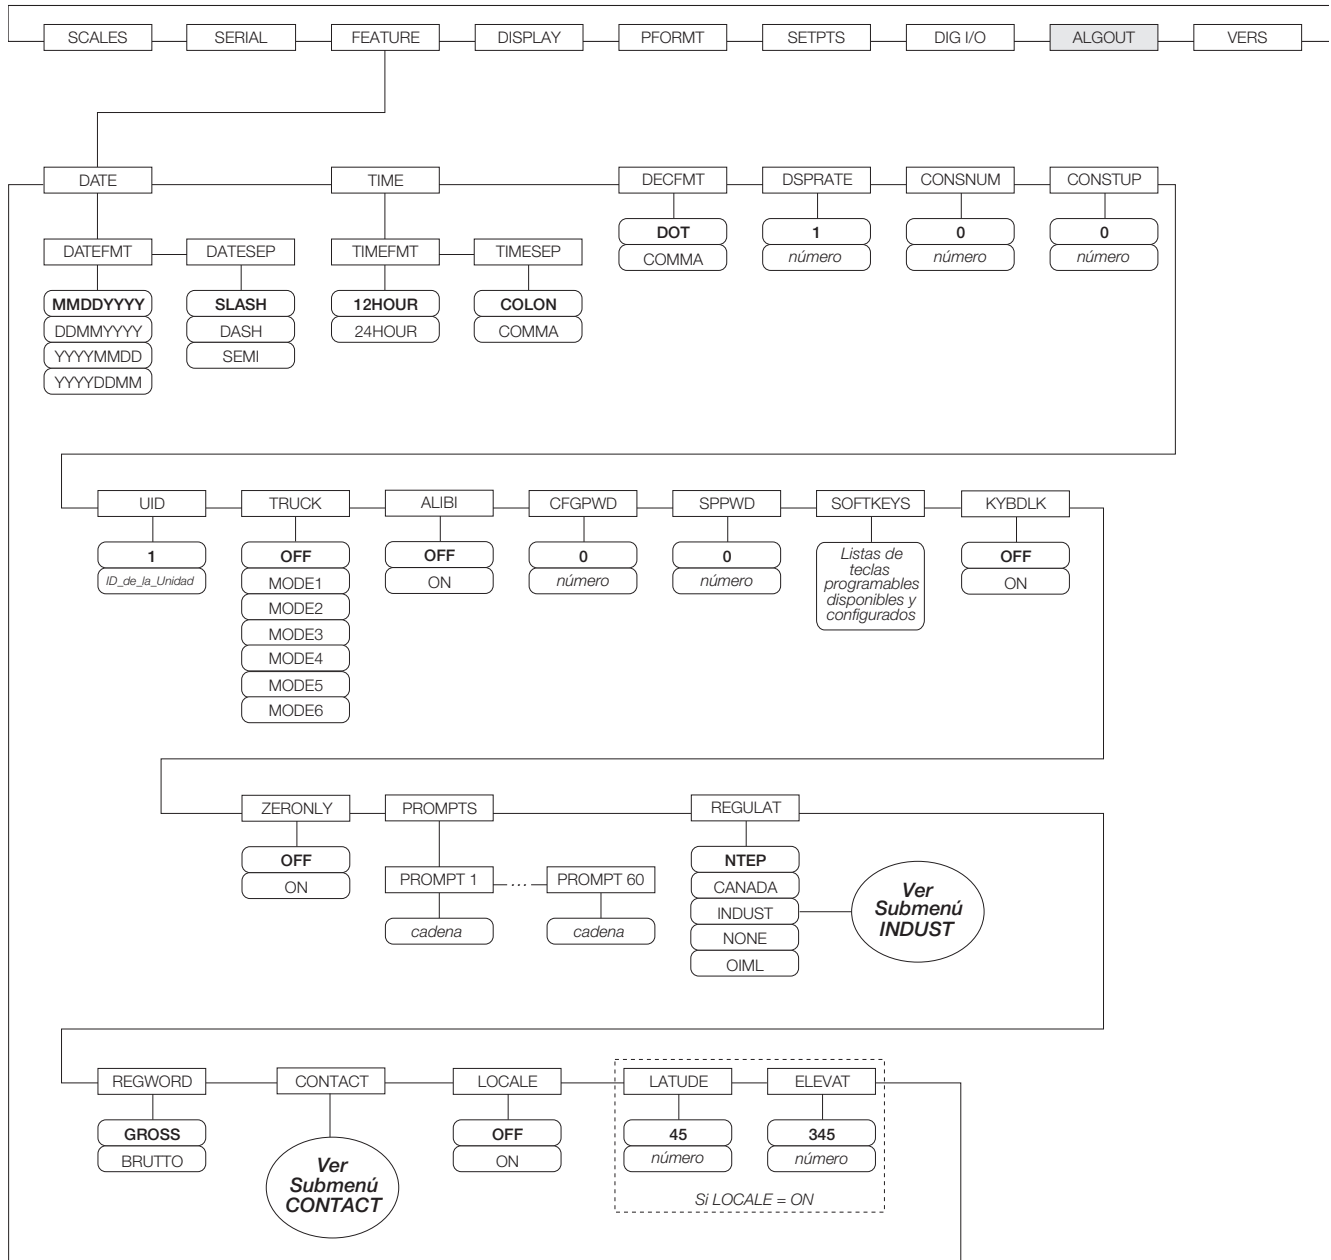 SCALES SERIAL FEATURE DISPLAY PFORMT SETPTS DIG I/O ALGOUT VERS
DATE TIME DECFMT DSPRATE CONSNUM CONSTUP
DOT 1 0 0
COMMA número número número
DATEFMT DATESEP TIMEFMT TIMESEP
MMDDYYYY SLASH 12HOUR COLON
DDMMYYYY DASH 24HOUR COMMA
YYYYMMDD SEMI
YYYYDDMM
UID TRUCK ALIBI CFGPWD SPPWD SOFTKEYS KYBDLK
1 OFF OFF 0 0 Listas de OFF
ID_de_la_Unidad MODE1 ON número número teclas ON
MODE2 programables
MODE3 disponibles y
MODE4 configurados
MODE5
MODE6
ZERONLY PROMPTS REGULAT
OFF NTEP
ON PROMPT 1 ... PROMPT 60 CANADA
cadena cadena INDUST
NONE
OIML
Ver
Submenú
INDUST
REGWORD CONTACT LOCALE LATUDE ELEVAT
GROSS OFF 45 345
BRUTTO ON número número
Ver
Submenú
CONTACT
Si LOCALE = ON